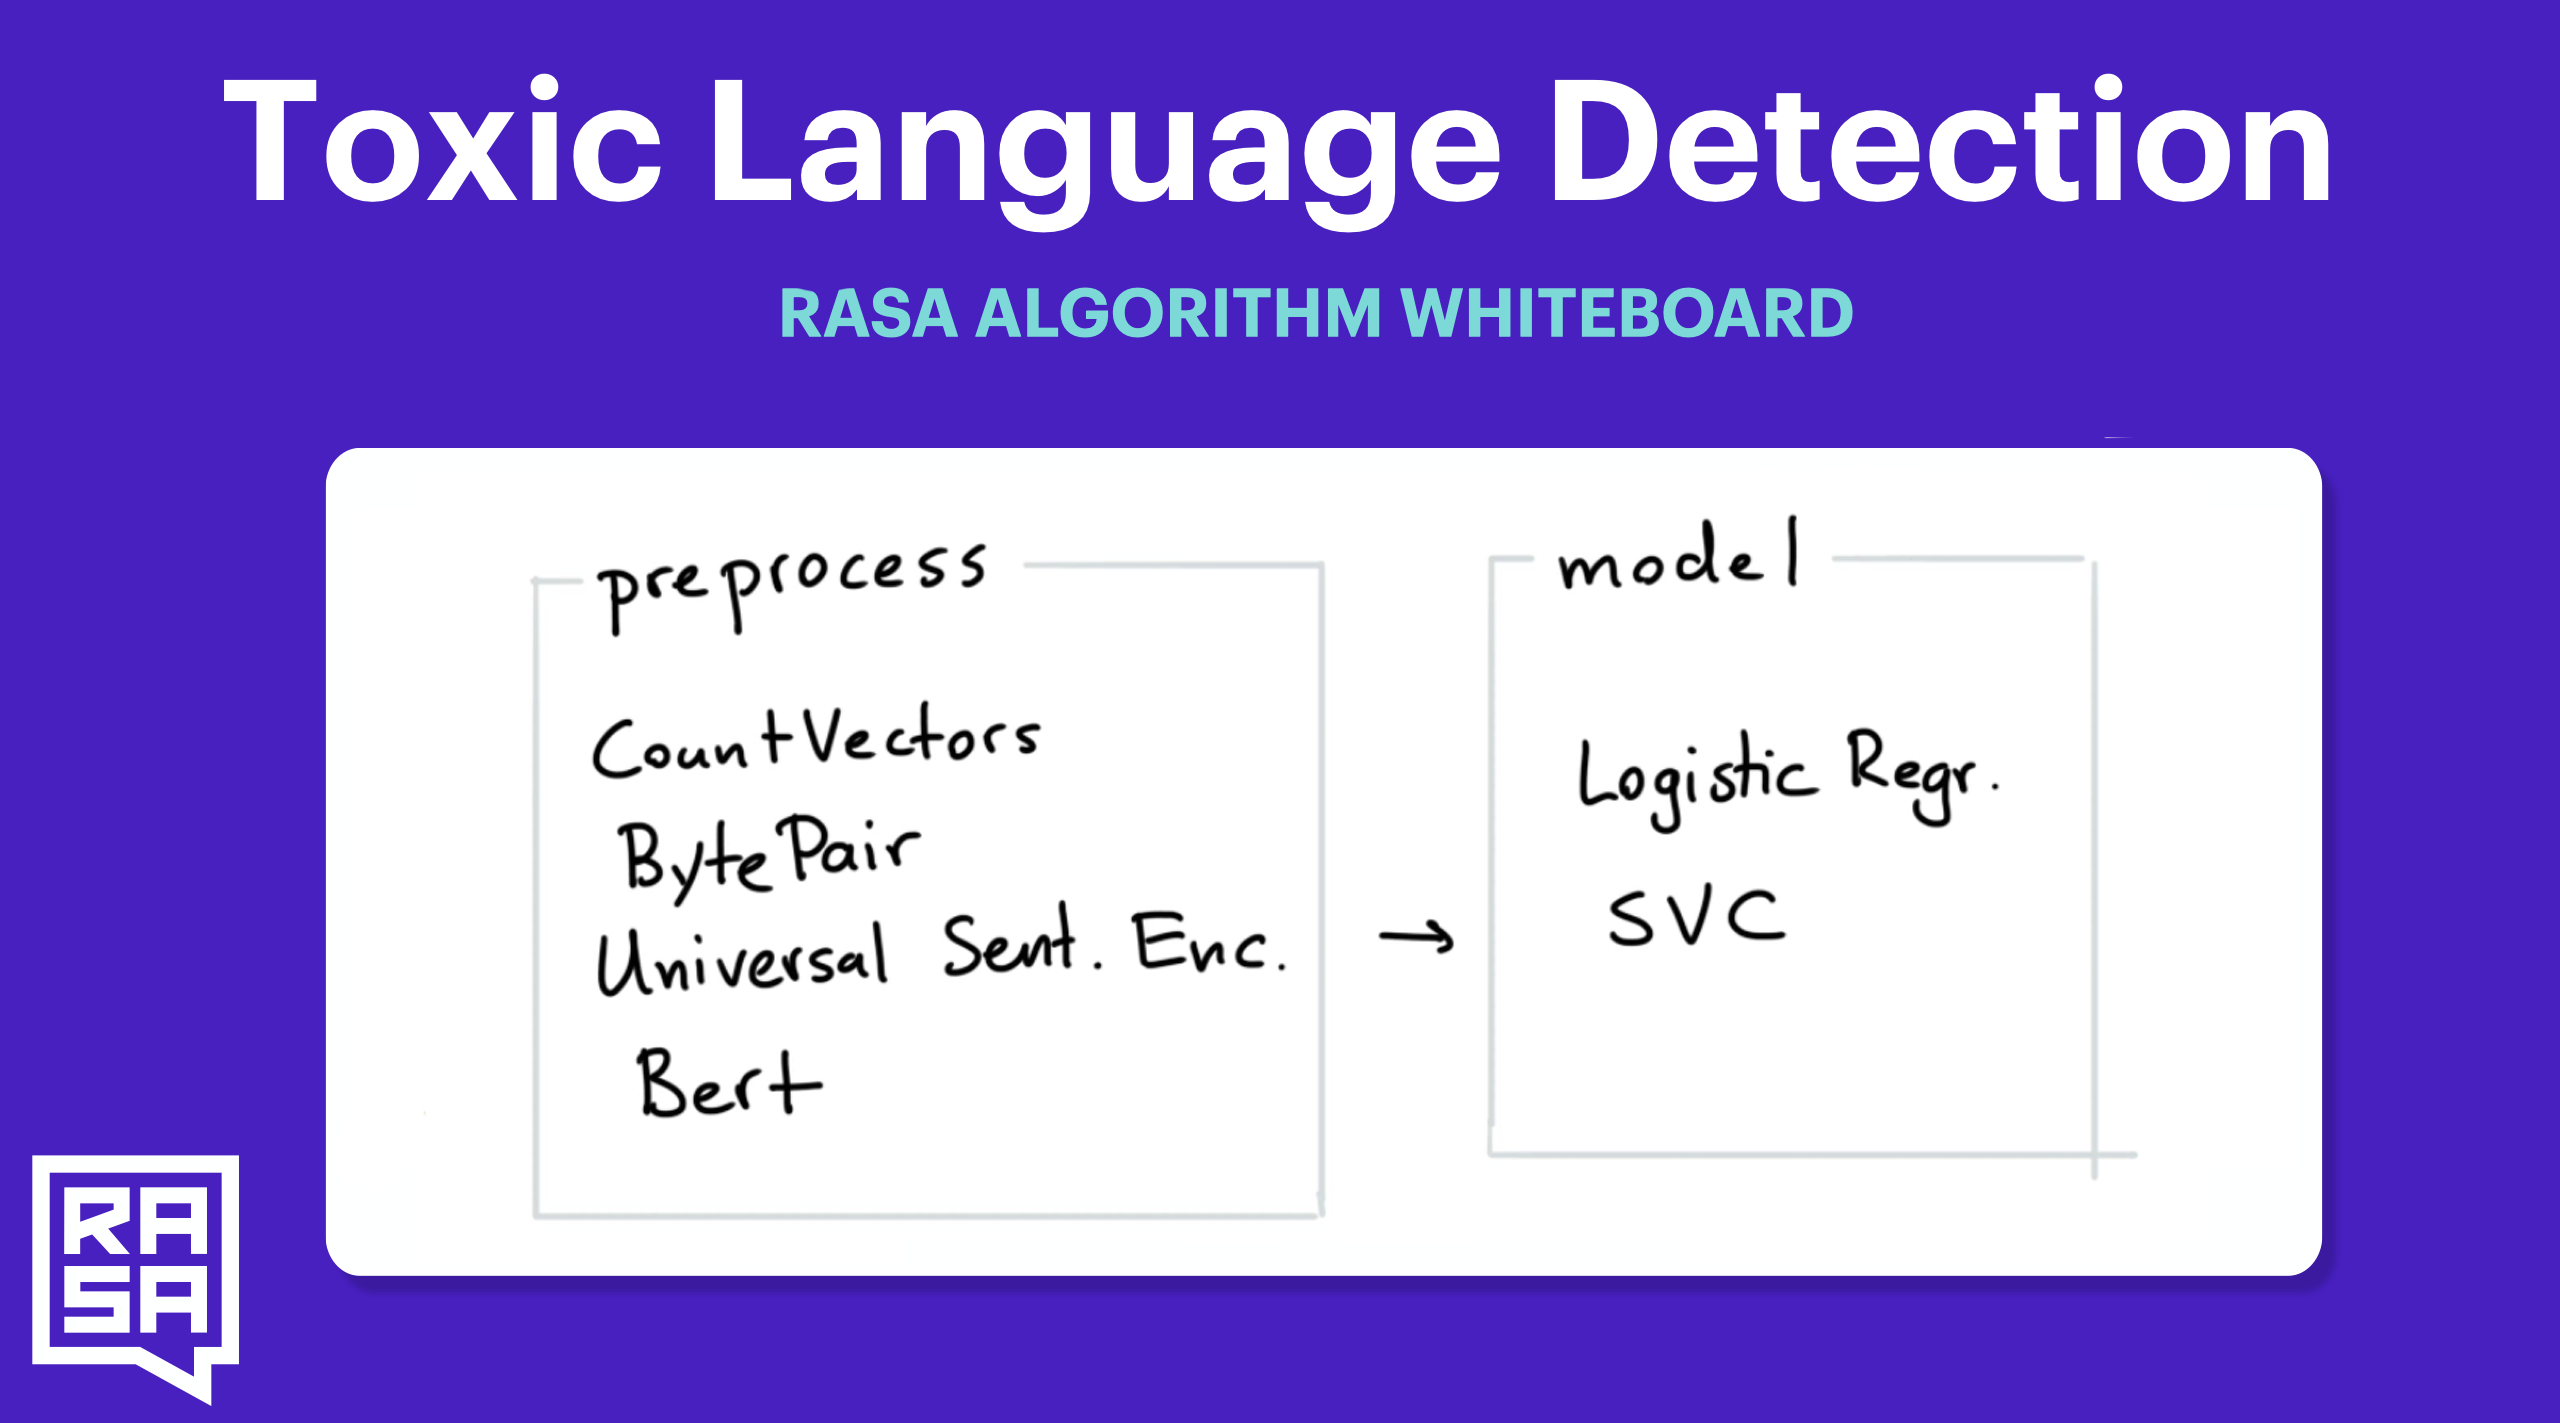 Toxic Language Detection
RASA ALGORITHM WHITEBOARD
preprocess
CountVectors
BytePair
Universal Sent. Enc.
Bert
→
model
Logistic Regr.
SVC
RA
SA